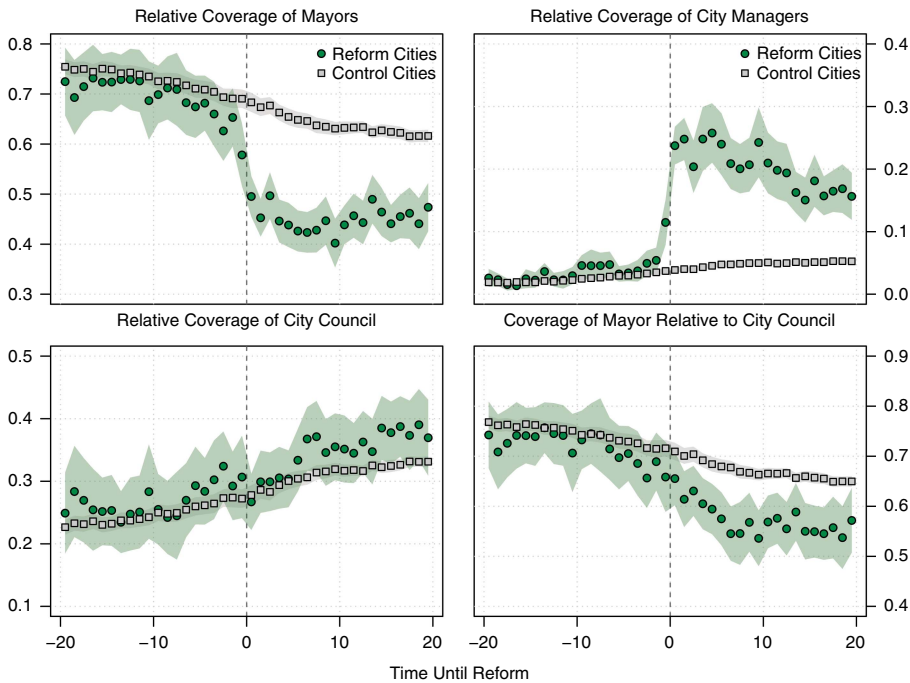 Relative Coverage of Mayors
0.8
0.7
0.6
0.5
0.4
0.3
Reform Cities
Control Cities
Relative Coverage of City Managers
Reform Cities
Control Cities
0.4
0.3
0.2
0.1
0.0
Relative Coverage of City Council
0.5
0.4
0.3
0.2
0.1
−20 −10 0 10 20
Coverage of Mayor Relative to City Council
0.9
0.8
0.7
0.6
0.5
0.4
−20 −10 0 10 20
Time Until Reform